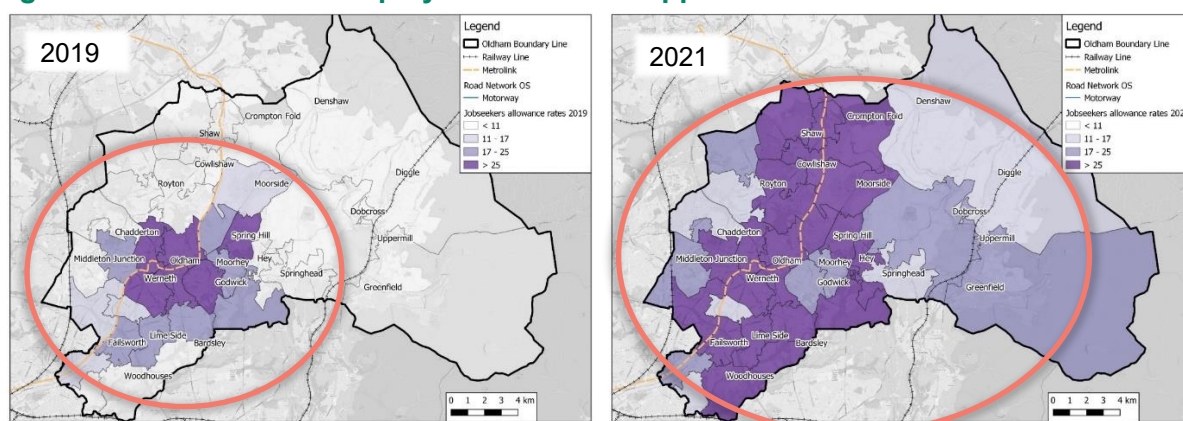 2019
Legend
Oldham Boundary Line
Railway Line
Metrolink
Road Network OS
Motorway
Jobseekers allowance rates 2019
< 11
11 - 17
17 - 25
> 25
Denshaw
Crompton Fold
Shaw
Cowlishaw
Royton
Moorside
Diggle
Dobcross
Chadderton
Spring Hill
Uppermill
Middleton Junction
Oldham
Moorhey
Hey
Springhead
Werneth
Godwick
Greenfield
Lime Side
Failsworth
Bardsley
Woodhouses
0 1 2 3 4 km
2021
Legend
Oldham Boundary Line
Railway Line
Metrolink
Road Network OS
Motorway
Jobseekers allowance rates
< 11
11 - 17
17 - 25
> 25
Denshaw
Crompton Fold
Shaw
Cowlishaw
Royton
Moorside
Diggle
Dobcross
Chadderton
Spring Hill
Uppermill
Middleton Junction
Oldham
Moorhey
Hey
Springhead
Werneth
Godwick
Greenfield
Lime Side
Failsworth
Bardsley
Woodhouses
0 1 2 3 4 km